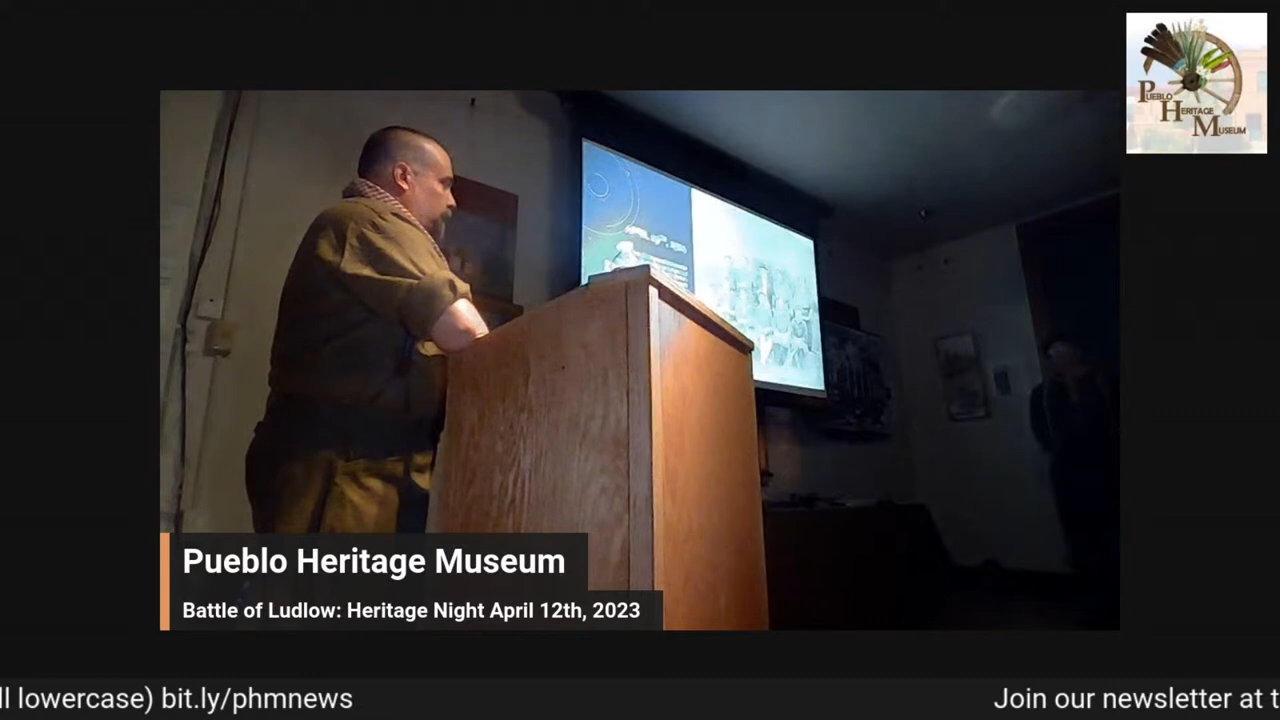 Pueblo
Heritage
Museum
Pueblo Heritage Museum
Battle of Ludlow: Heritage Night April 12th, 2023
ll lowercase) bit.ly/phmnews
Join our newsletter at t